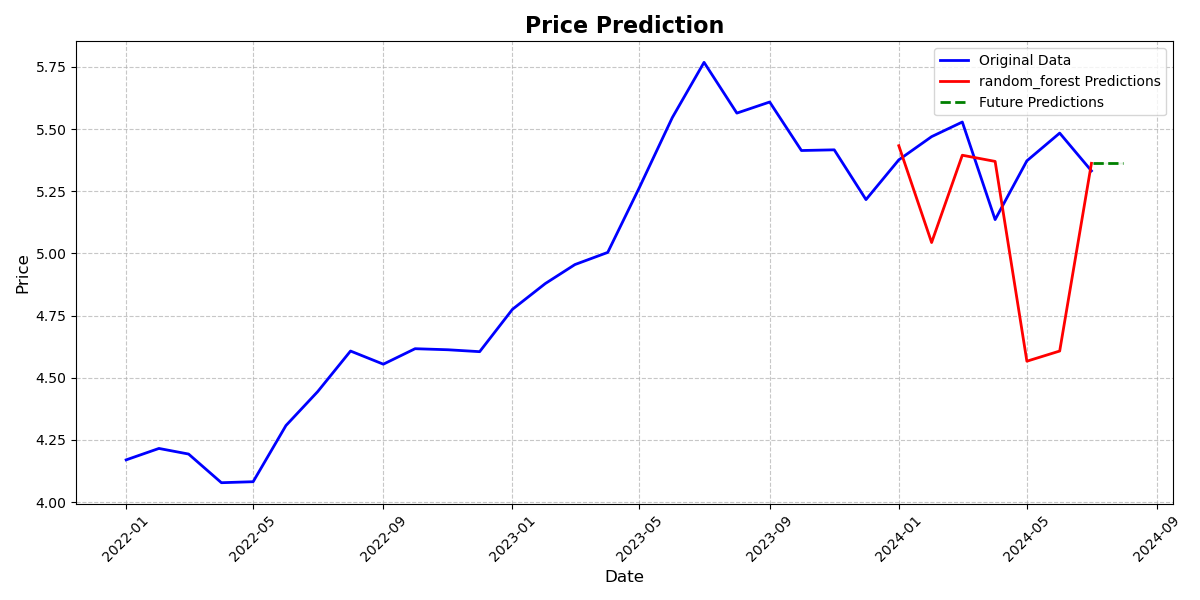 Price Prediction
Original Data
random_forest Predictions
Future Predictions
Price
5.75
5.50
5.25
5.00
4.75
4.50
4.25
4.00
2022-01
2022-05
2022-09
2023-01
2023-05
2023-09
2024-01
2024-05
2024-09
Date